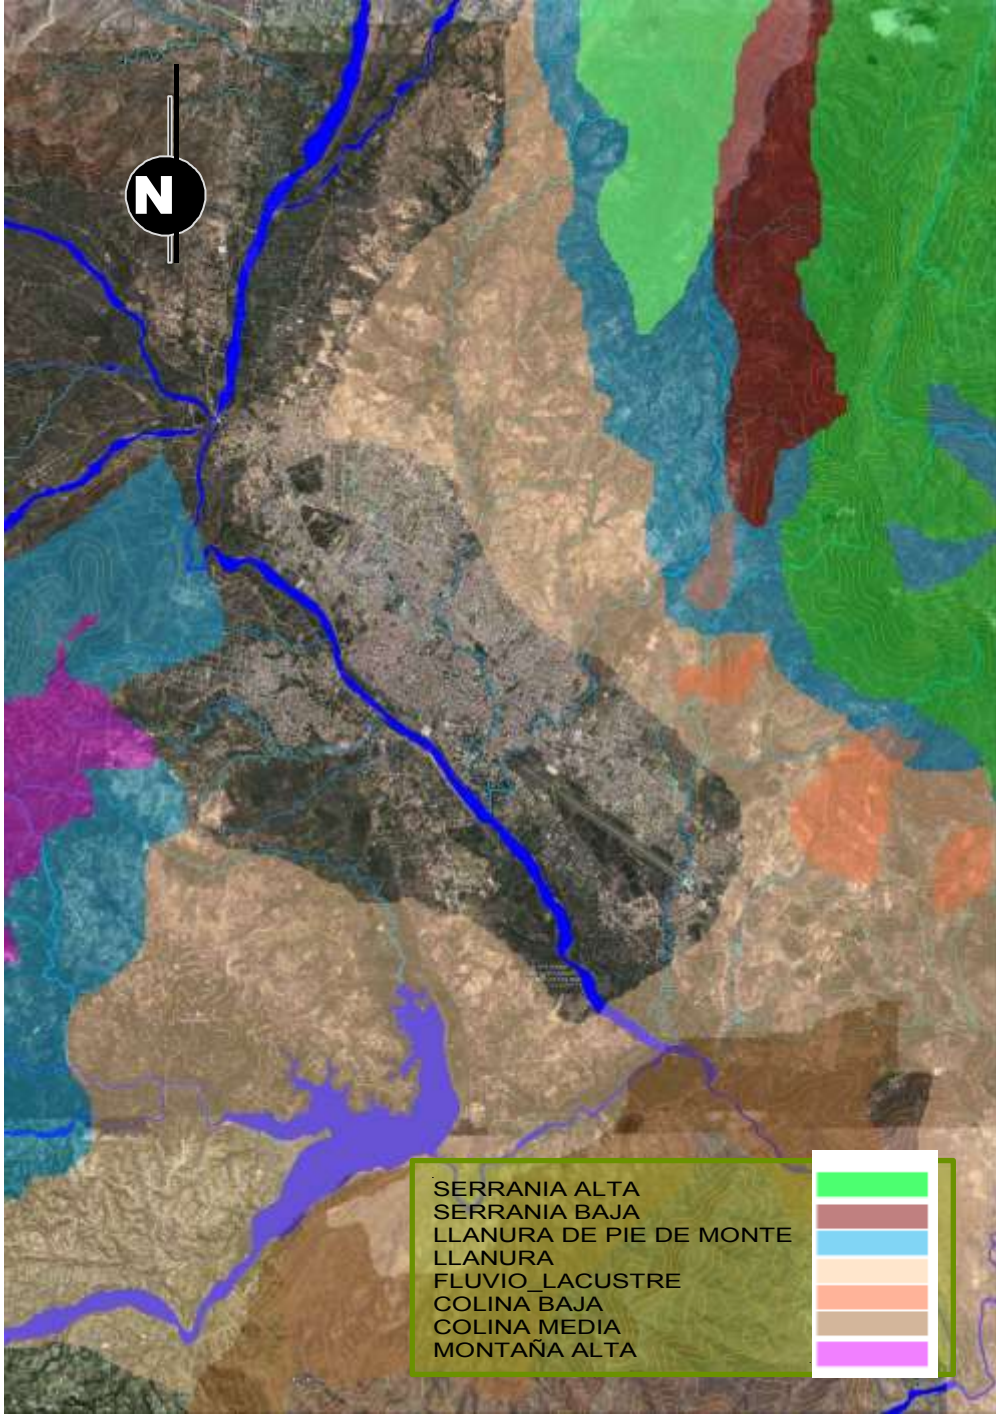 N
SERRANIA ALTA
SERRANIA BAJA
LLANURA DE PIE DE MONTE
LLANURA
FLUVIO_LACUSTRE
COLINA BAJA
COLINA MEDIA
MONTAÑA ALTA